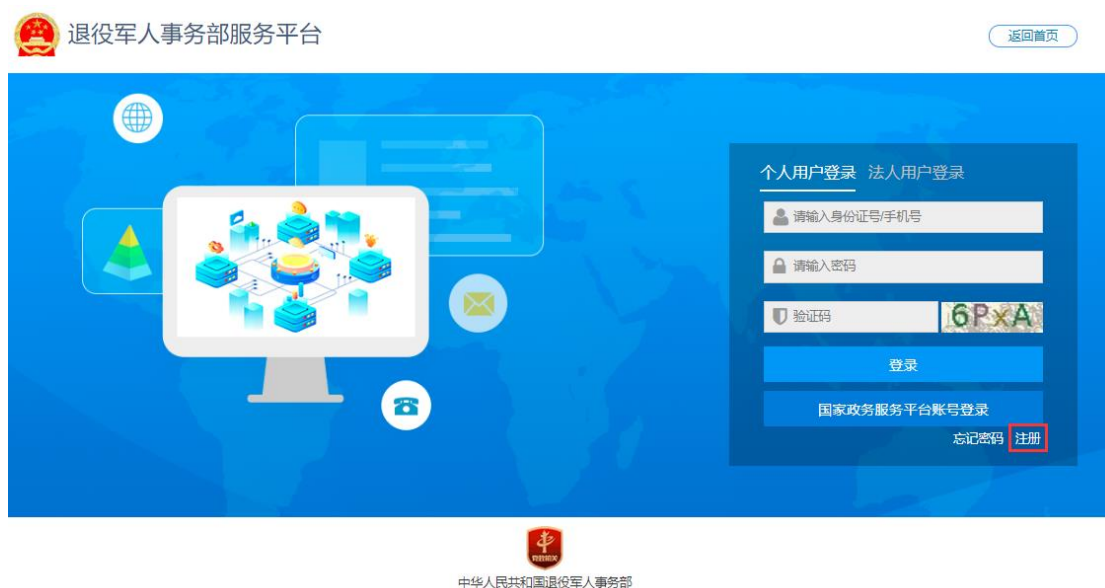 退役军人事务部服务平台
返回首页
个人用户登录 法人用户登录
请输入身份证号/手机号
请输入密码
验证码 6PxA
登录
国家政务服务平台账号登录
忘记密码 注册
党政机关
中华人民共和国退役军人事务部